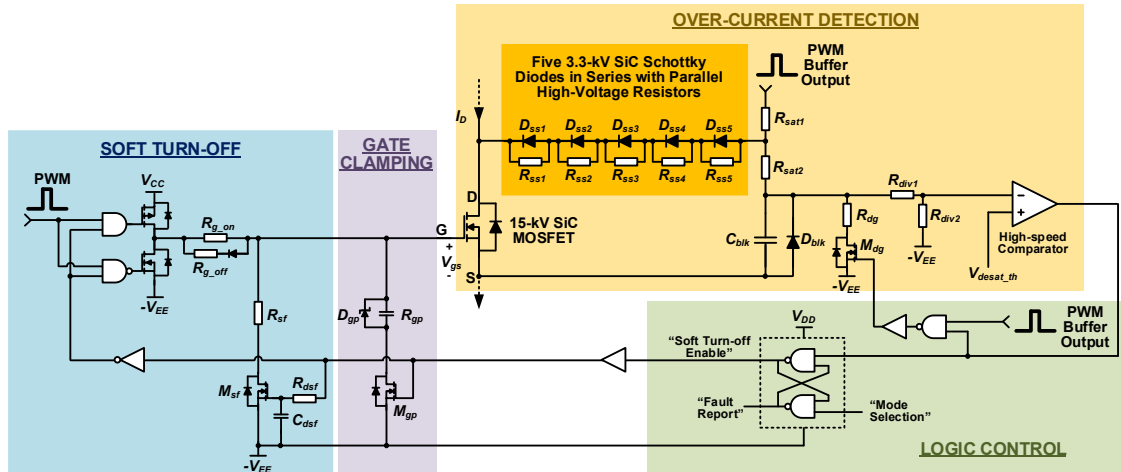 OVER-CURRENT DETECTION
Five 3.3-kV SiC Schottky
Diodes in Series with Parallel
High-Voltage Resistors
PWM
Buffer
Output
I_D
D_ss1 D_ss2 D_ss3 D_ss4 D_ss5
R_ss1 R_ss2 R_ss3 R_ss4 R_ss5
R_sat1
R_sat2
SOFT TURN-OFF
GATE
CLAMPING
PWM
V_CC
R_g_on
R_g_off
-V_EE
D
G
S
+
V_gs
-
15-kV SiC
MOSFET
C_blk
D_blk
R_dg
M_dg
-V_EE
R_div1
R_div2
-V_EE
-
+
High-speed
Comparator
V_desat_th
R_sf
D_gp
R_gp
M_sf
R_dsf
C_dsf
M_gp
-V_EE
V_DD
"Soft Turn-off
Enable"
"Fault
Report"
"Mode
Selection"
PWM
Buffer
Output
LOGIC CONTROL